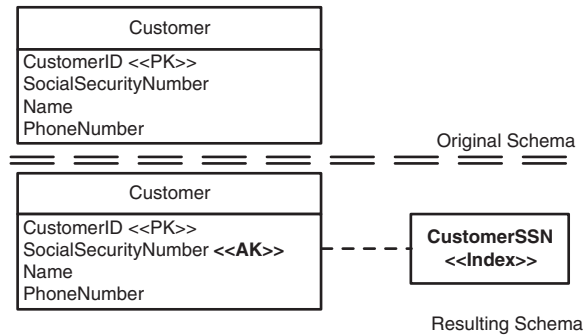 Customer
CustomerID <<PK>>
SocialSecurityNumber
Name
PhoneNumber
Original Schema
Customer
CustomerID <<PK>>
SocialSecurityNumber <<AK>>
Name
PhoneNumber
CustomerSSN
<<Index>>
Resulting Schema